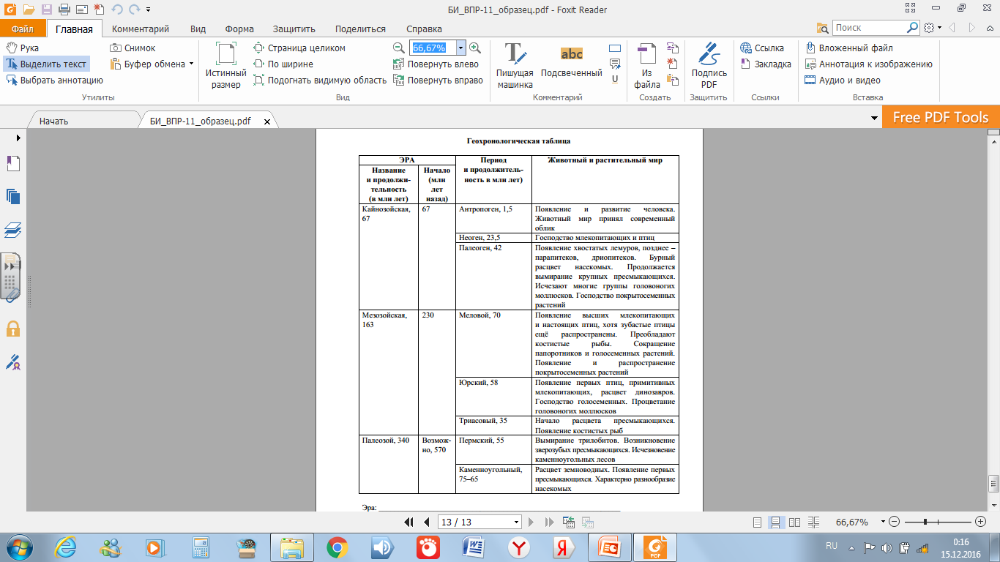 БИ_ВПР-11_образец.pdf - Foxit Reader
Файл Главная Комментарий Вид Форма Защитить Поделиться Справка
Поиск
Рука
Выделить текст
Выбрать аннотацию
Снимок
Буфер обмена
Утилиты
Истинный
размер
Страница целиком
По ширине
Подогнать видимую область
66,67%
Повернуть влево
Повернуть вправо
Вид
Пишущая
машинка
abc
Подсвеченный
U
Комментарий
Из
файла
Создать
Подпись
PDF
Защитить
Ссылка
Закладка
Ссылки
Вложенный файл
Аннотация к изображению
Аудио и видео
Вставка
Начать
БИ_ВПР-11_образец.pdf
Free PDF Tools
Геохронологическая таблица
ЭРА
Название
и продолжи-
тельность
(в млн лет)
Начало
(млн
лет
назад)
Период
и продолжитель-
ность в млн лет)
Животный и растительный мир
Кайнозойская,
67
67
Антропоген, 1,5
Появление и развитие человека.
Животный мир принял современный
облик
Неоген, 23,5
Господство млекопитающих и птиц
Палеоген, 42
Появление хвостатых лемуров, позднее –
парапитеков, дриопитеков. Бурный
расцвет насекомых. Продолжается
вымирание крупных пресмыкающихся.
Исчезают многие группы головоногих
моллюсков. Господство покрытосеменных
растений
Мезозойская,
163
230
Меловой, 70
Появление высших млекопитающих
и настоящих птиц, хотя зубастые птицы
ещё распространены. Преобладают
костистые рыбы. Сокращение
папоротников и голосеменных растений.
Появление и распространение
покрытосеменных растений
Юрский, 58
Появление первых птиц, примитивных
млекопитающих, расцвет динозавров.
Господство голосеменных. Процветание
головоногих моллюсков
Триасовый, 35
Начало расцвета пресмыкающихся.
Появление костистых рыб
Палеозой, 340
Возмож-
но, 570
Пермский, 55
Вымирание трилобитов. Возникновение
зверозубых пресмыкающихся. Исчезновение
каменноугольных лесов
Каменноугольный,
75–65
Расцвет земноводных. Появление первых
пресмыкающихся. Характерно разнообразие
насекомых
Эра:
13 / 13
66,67%
RU
0:16
15.12.2016